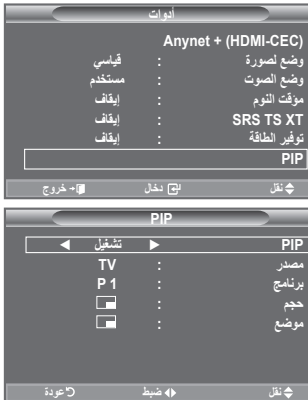 أدوات
Anynet + (HDMI-CEC)
وضع لصورة : قياسي
وضع الصوت : مستخدم
مؤقت النوم : إيقاف
SRS TS XT : إيقاف
توفير الطاقة : إيقاف
PIP
نقل دخال خروج
PIP
PIP تشغيل
مصدر : TV
برنامج : P 1
حجم :
موضع :
نقل ضبط عودة